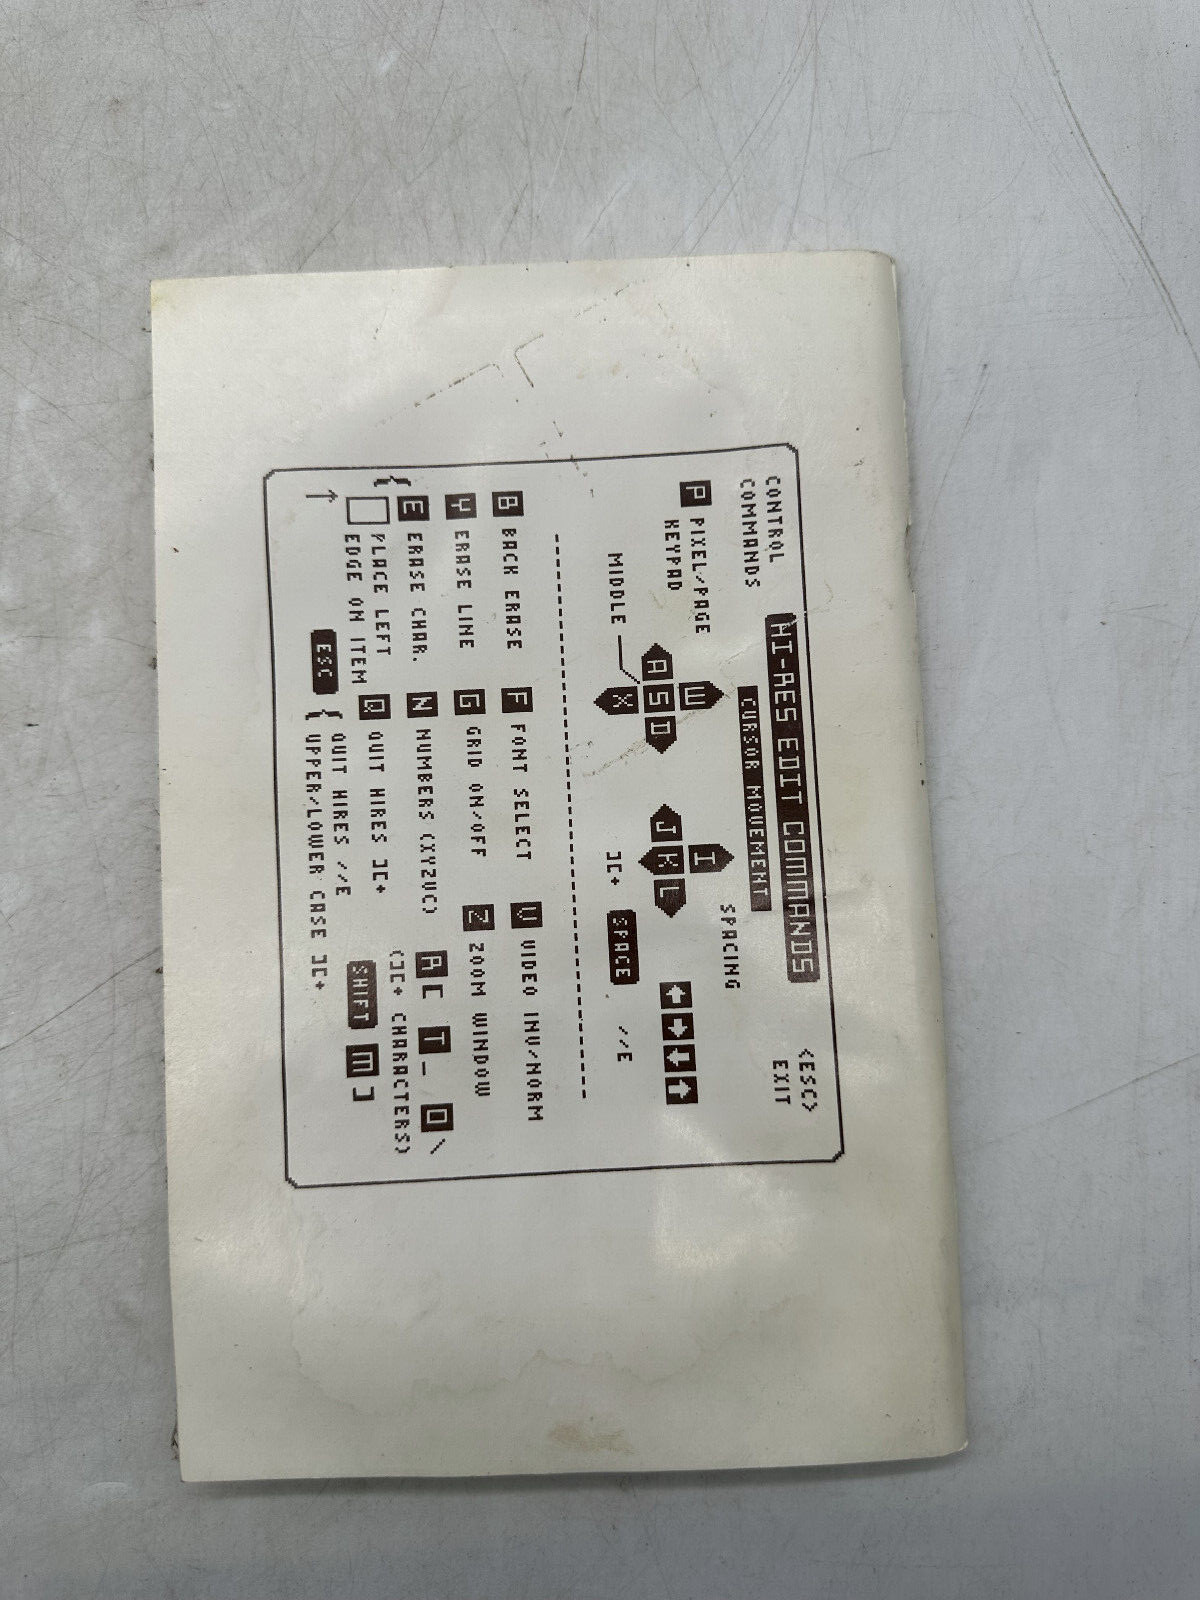 CONTROL COMMANDS
HI-RES EDIT COMMANDS
<ESC> EXIT
CURSOR MOVEMENT
P PIXEL/PAGE
KEYPAD
MIDDLE
W
A S D
X
I
J K L
SPACING
← → ↓ ↑
][+ SPACE //E
B BACK ERASE
F FONT SELECT
V VIDEO INV/NORM
Y ERASE LINE
G GRID ON/OFF
Z ZOOM WINDOW
{ E ERASE CHAR.
N NUMBERS (XYZUC)
A [ T _ O \
PLACE LEFT
EDGE ON ITEM
Q QUIT HIRES ][+
(][+ CHARACTERS)
ESC { QUIT HIRES //E
UPPER/LOWER CASE ][+
SHIFT M ]